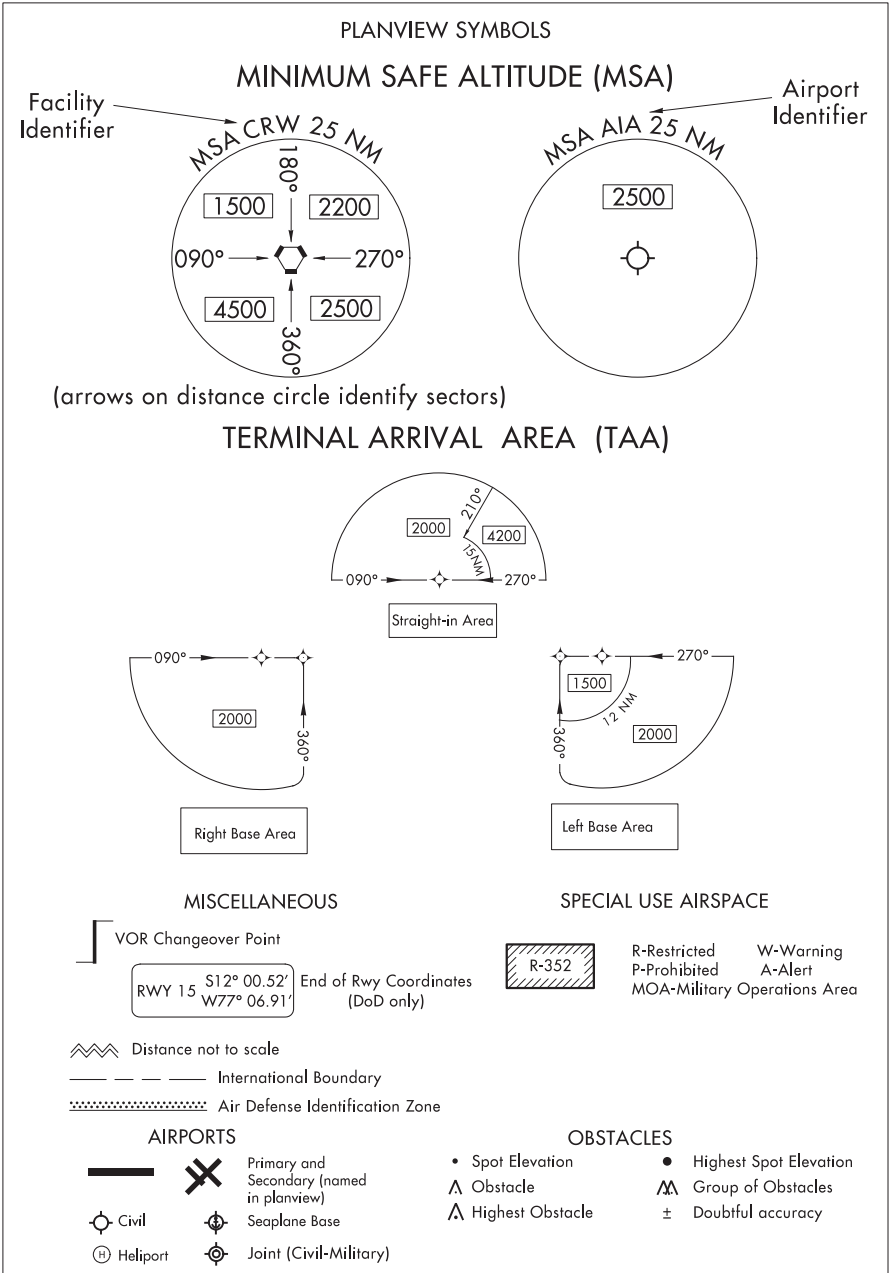 PLANVIEW SYMBOLS
MINIMUM SAFE ALTITUDE (MSA)
Facility
Identifier
Airport
Identifier
MSA CRW 25 NM
180°
1500
2200
090°
270°
4500
2500
360°
MSA AIA 25 NM
2500
(arrows on distance circle identify sectors)
TERMINAL ARRIVAL AREA (TAA)
210°
2000
4200
15NM
090°
270°
Straight-in Area
090°
2000
360°
Right Base Area
270°
1500
12 NM
2000
360°
Left Base Area
MISCELLANEOUS
VOR Changeover Point
RWY 15
S12° 00.52'
W77° 06.91'
End of Rwy Coordinates
(DoD only)
Distance not to scale
International Boundary
Air Defense Identification Zone
SPECIAL USE AIRSPACE
R-352
R-Restricted W-Warning
P-Prohibited A-Alert
MOA-Military Operations Area
AIRPORTS
Primary and
Secondary (named
in planview)
Civil
Seaplane Base
H
Heliport
Joint (Civil-Military)
OBSTACLES
• Spot Elevation
● Highest Spot Elevation
Obstacle
Group of Obstacles
Highest Obstacle
± Doubtful accuracy